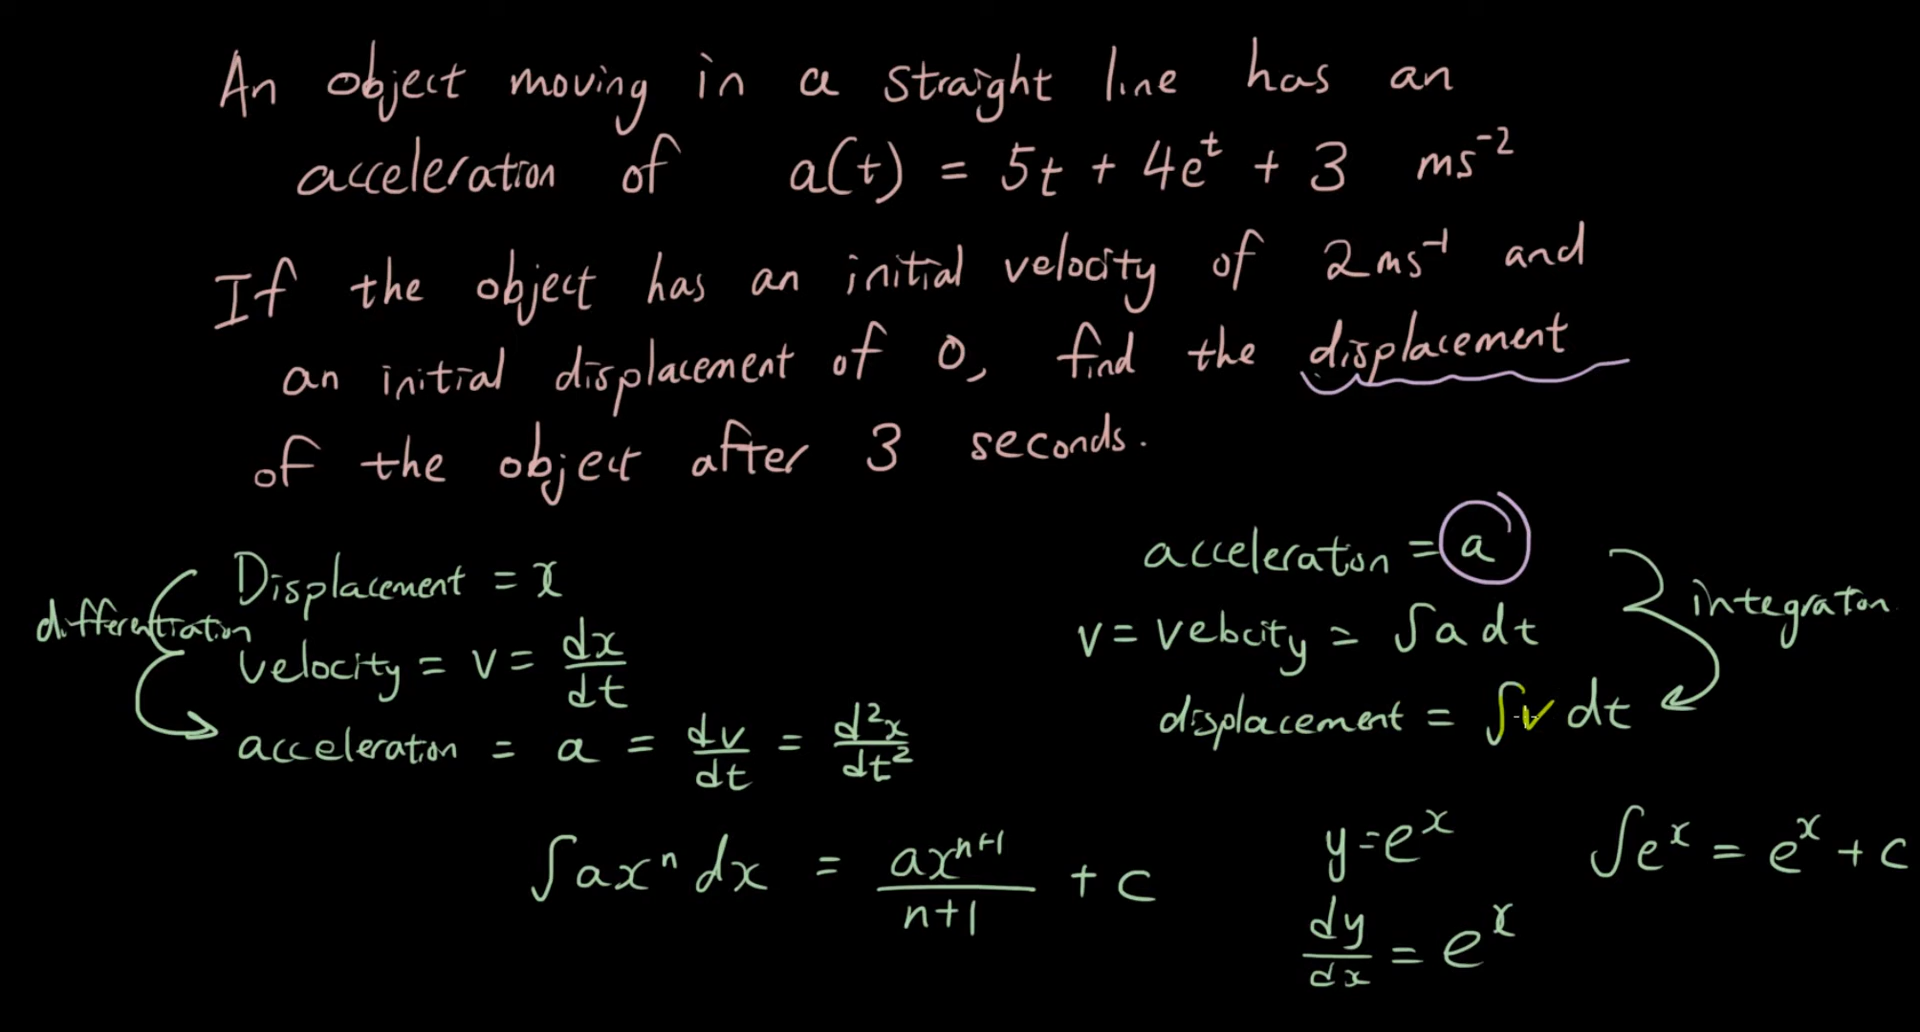 An object moving in a straight line has an
acceleration of a(t) = 5t + 4e^t + 3 ms^-2
If the object has an initial velocity of 2ms^-1 and
an initial displacement of 0, find the displacement
of the object after 3 seconds.
differentiation
Displacement = x
velocity = v = dx/dt
acceleration = a = dv/dt = d²x/dt²
acceleration = a
v = velocity = ∫a dt
displacement = ∫v dt
integration
∫ax^n dx = ax^(n+1)/(n+1) + c
y=e^x
dy/dx = e^x
∫e^x = e^x + c